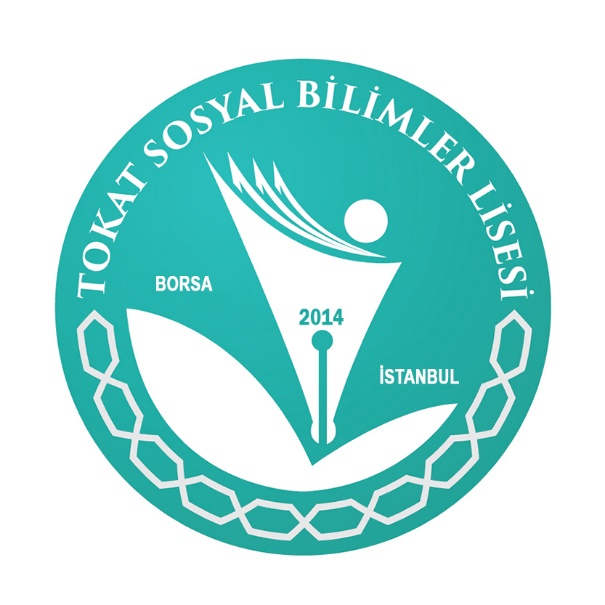 TOKAT SOSYAL BİLİMLER LİSESİ
BORSA
2014
İSTANBUL